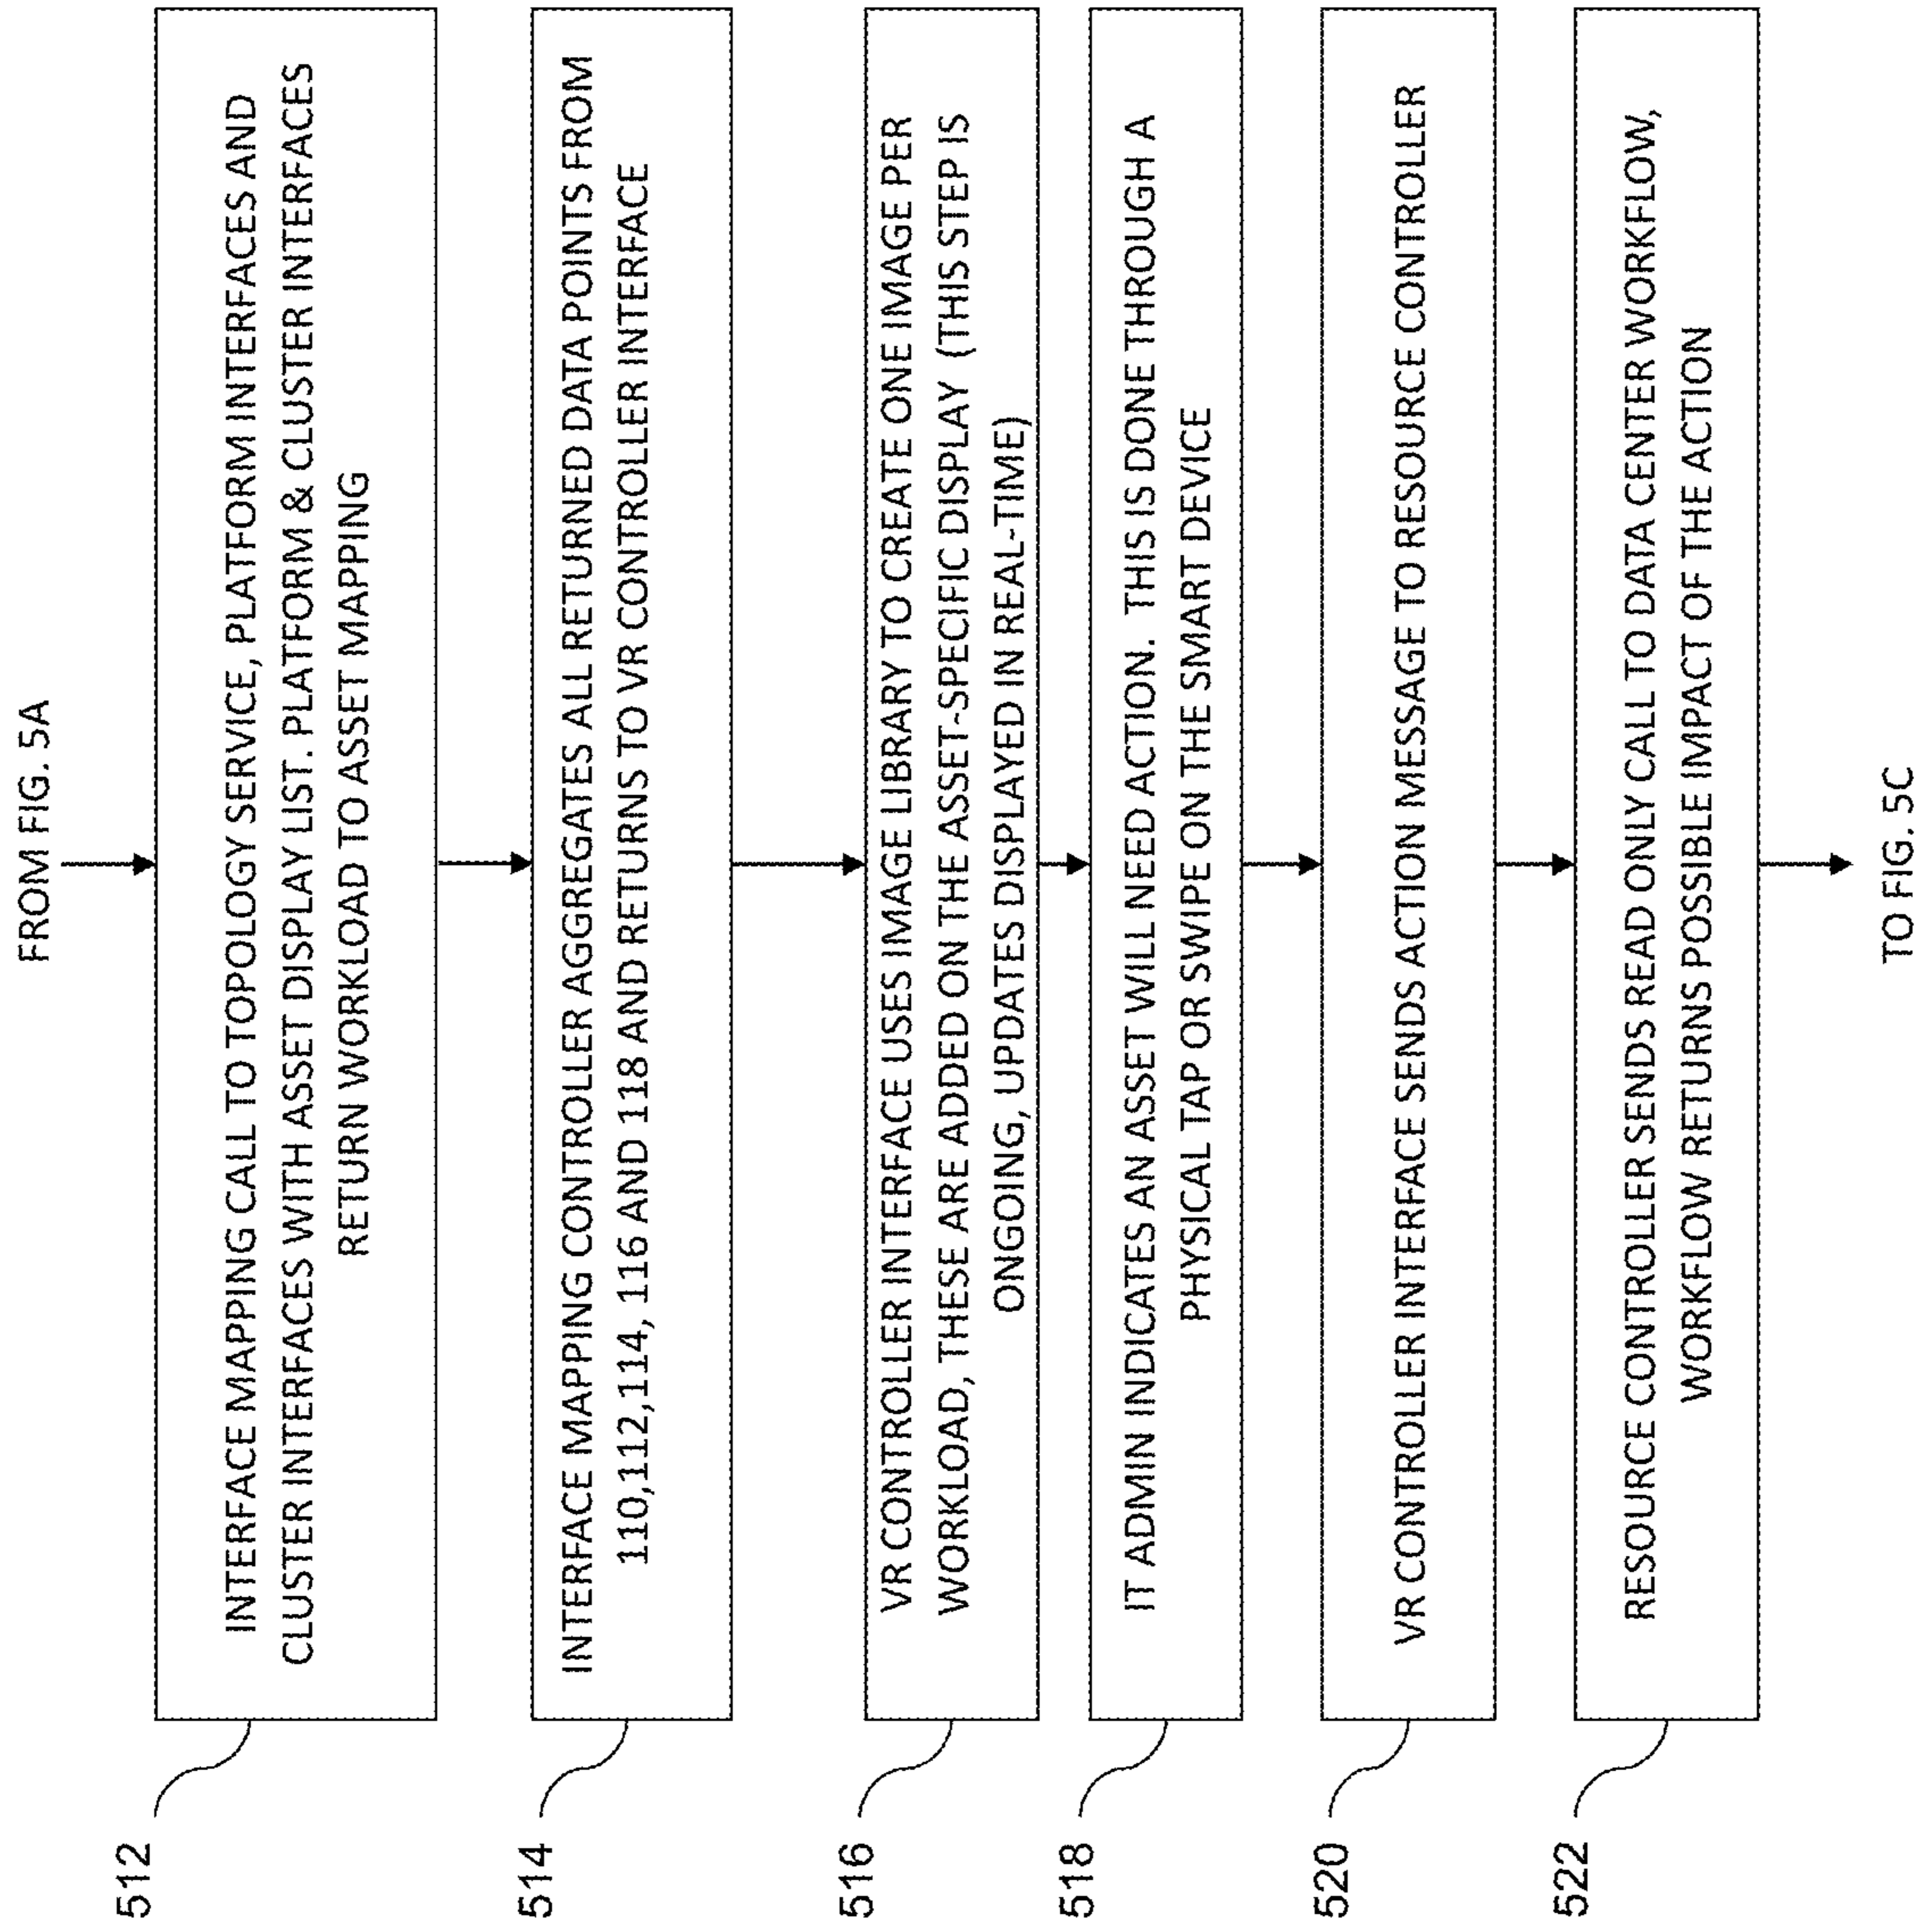 FROM FIG. 5A
512
INTERFACE MAPPING CALL TO TOPOLOGY SERVICE, PLATFORM INTERFACES AND
CLUSTER INTERFACES WITH ASSET DISPLAY LIST. PLATFORM & CLUSTER INTERFACES
RETURN WORKLOAD TO ASSET MAPPING
514
INTERFACE MAPPING CONTROLLER AGGREGATES ALL RETURNED DATA POINTS FROM
110,112,114, 116 AND 118 AND RETURNS TO VR CONTROLLER INTERFACE
516
VR CONTROLLER INTERFACE USES IMAGE LIBRARY TO CREATE ONE IMAGE PER
WORKLOAD, THESE ARE ADDED ON THE ASSET-SPECIFIC DISPLAY (THIS STEP IS
ONGOING, UPDATES DISPLAYED IN REAL-TIME)
518
IT ADMIN INDICATES AN ASSET WILL NEED ACTION. THIS IS DONE THROUGH A
PHYSICAL TAP OR SWIPE ON THE SMART DEVICE
520
VR CONTROLLER INTERFACE SENDS ACTION MESSAGE TO RESOURCE CONTROLLER
522
RESOURCE CONTROLLER SENDS READ ONLY CALL TO DATA CENTER WORKFLOW,
WORKFLOW RETURNS POSSIBLE IMPACT OF THE ACTION
TO FIG. 5C